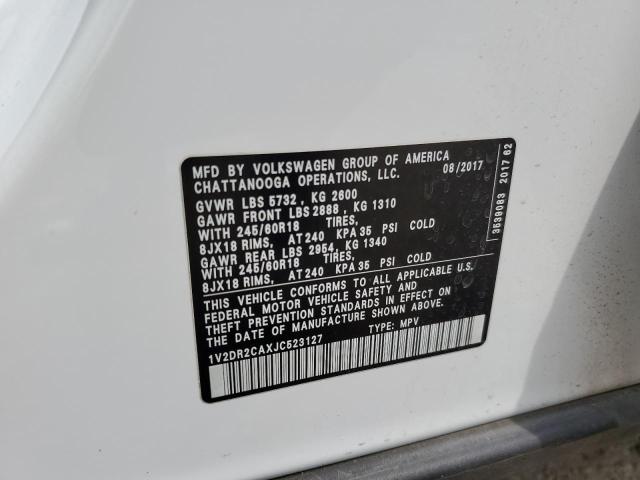 MFD BY VOLKSWAGEN GROUP OF AMERICA
CHATTANOOGA OPERATIONS, LLC. 08/2017
GVWR LBS 5732 , KG 2600
GAWR FRONT LBS 2888 , KG 1310
WITH 245/60R18 TIRES,
8JX18 RIMS, AT 240 KPA 35 PSI COLD
GAWR REAR LBS 2954, KG 1340
WITH 245/60R18 TIRES,
8JX18 RIMS, AT 240 KPA 35 PSI COLD
THIS VEHICLE CONFORMS TO ALL APPLICABLE U.S.
FEDERAL MOTOR VEHICLE SAFETY AND
THEFT PREVENTION STANDARDS IN EFFECT ON
THE DATE OF MANUFACTURE SHOWN ABOVE.
1V2DR2CAXJC523127 TYPE: MPV
3539083 2017 62